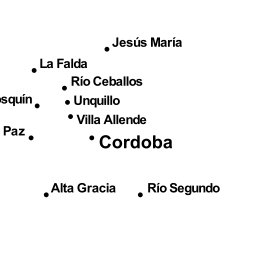 Jesús María
La Falda
Río Ceballos
osquín
Unquillo
Villa Allende
Paz
Cordoba
Alta Gracia
Río Segundo